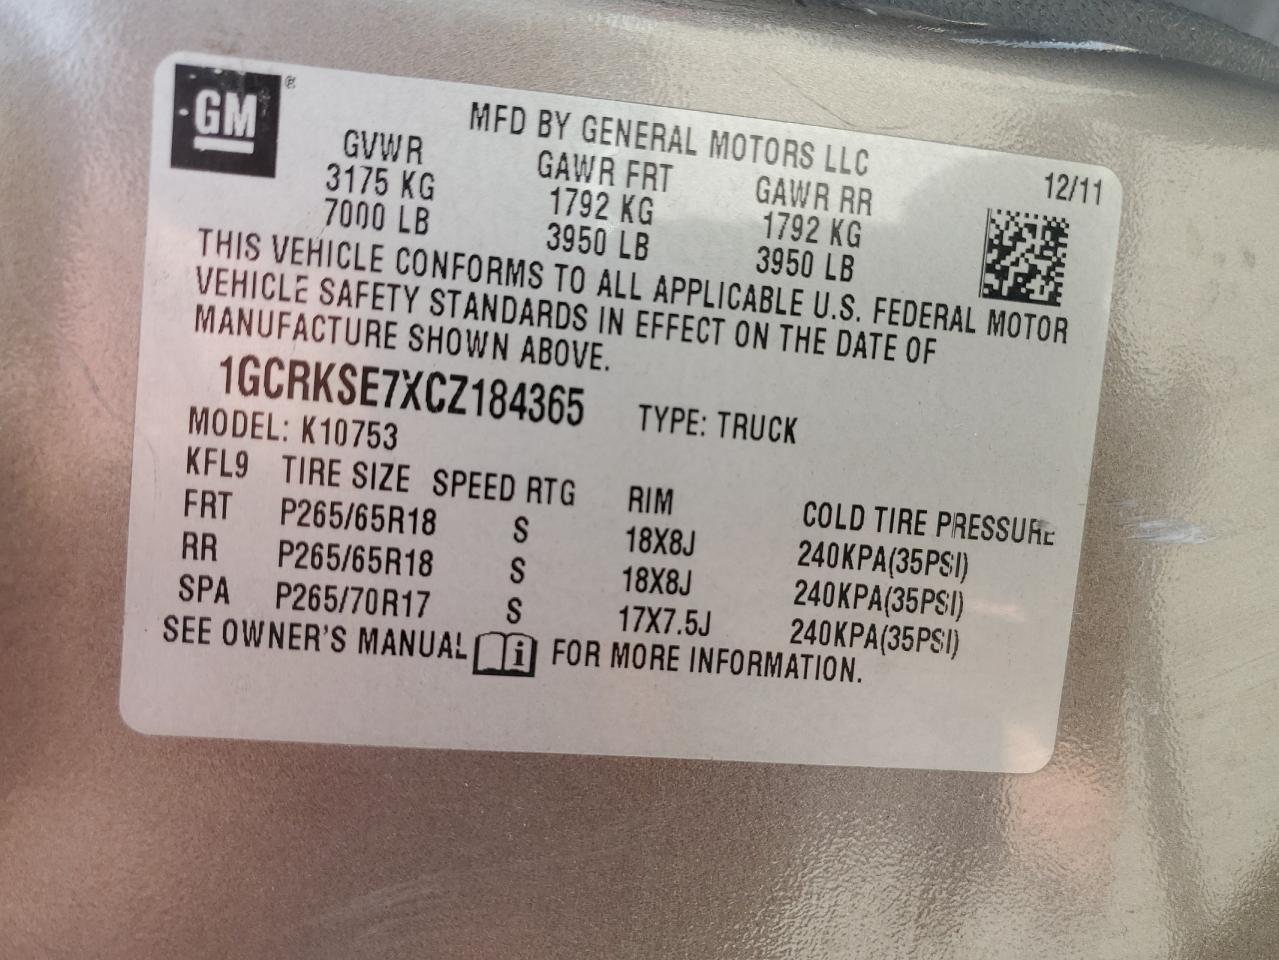 GM®
MFD BY GENERAL MOTORS LLC
GVWR GAWR FRT GAWR RR 12/11
3175 KG 1792 KG 1792 KG
7000 LB 3950 LB 3950 LB
THIS VEHICLE CONFORMS TO ALL APPLICABLE U.S. FEDERAL MOTOR
VEHICLE SAFETY STANDARDS IN EFFECT ON THE DATE OF
MANUFACTURE SHOWN ABOVE.
1GCRKSE7XCZ184365 TYPE: TRUCK
MODEL: K10753
KFL9 TIRE SIZE SPEED RTG RIM COLD TIRE PRESSURE
FRT P265/65R18 S 18X8J 240KPA(35PSI)
RR P265/65R18 S 18X8J 240KPA(35PSI)
SPA P265/70R17 S 17X7.5J 240KPA(35PSI)
SEE OWNER'S MANUAL i FOR MORE INFORMATION.